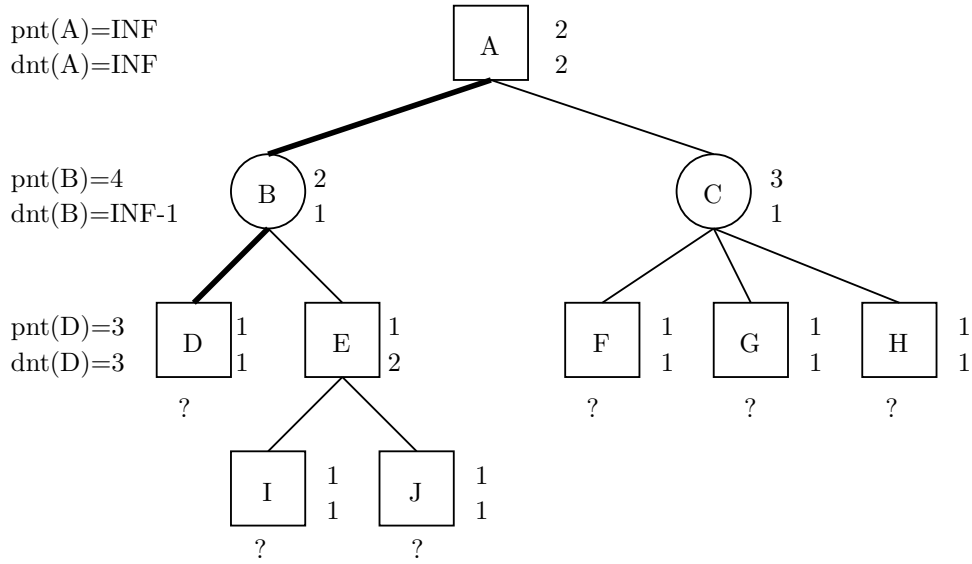 pnt(A)=INF
dnt(A)=INF
A
2
2
pnt(B)=4
dnt(B)=INF-1
B
2
1
C
3
1
pnt(D)=3
dnt(D)=3
D
1
1
E
1
2
F
1
1
G
1
1
H
1
1
?
?
?
?
I
1
1
J
1
1
?
?